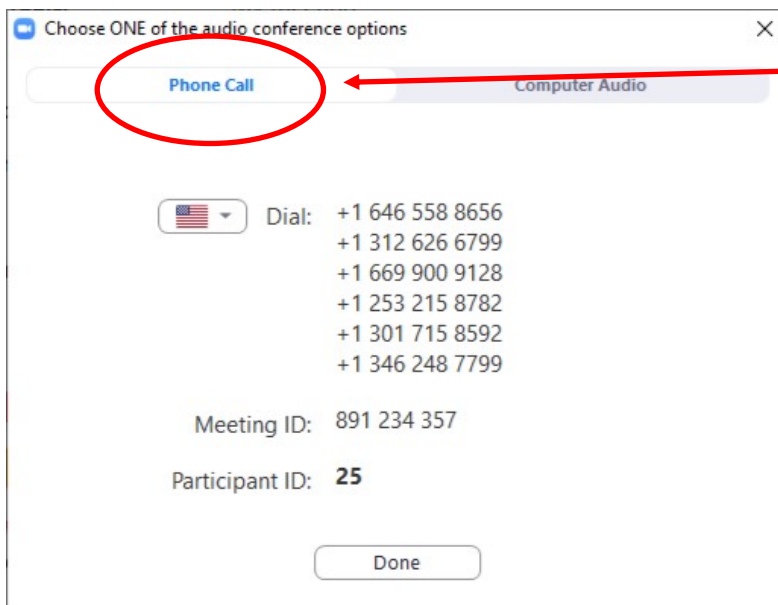 Choose ONE of the audio conference options
Phone Call Computer Audio
Dial: +1 646 558 8656
+1 312 626 6799
+1 669 900 9128
+1 253 215 8782
+1 301 715 8592
+1 346 248 7799
Meeting ID: 891 234 357
Participant ID: 25
Done